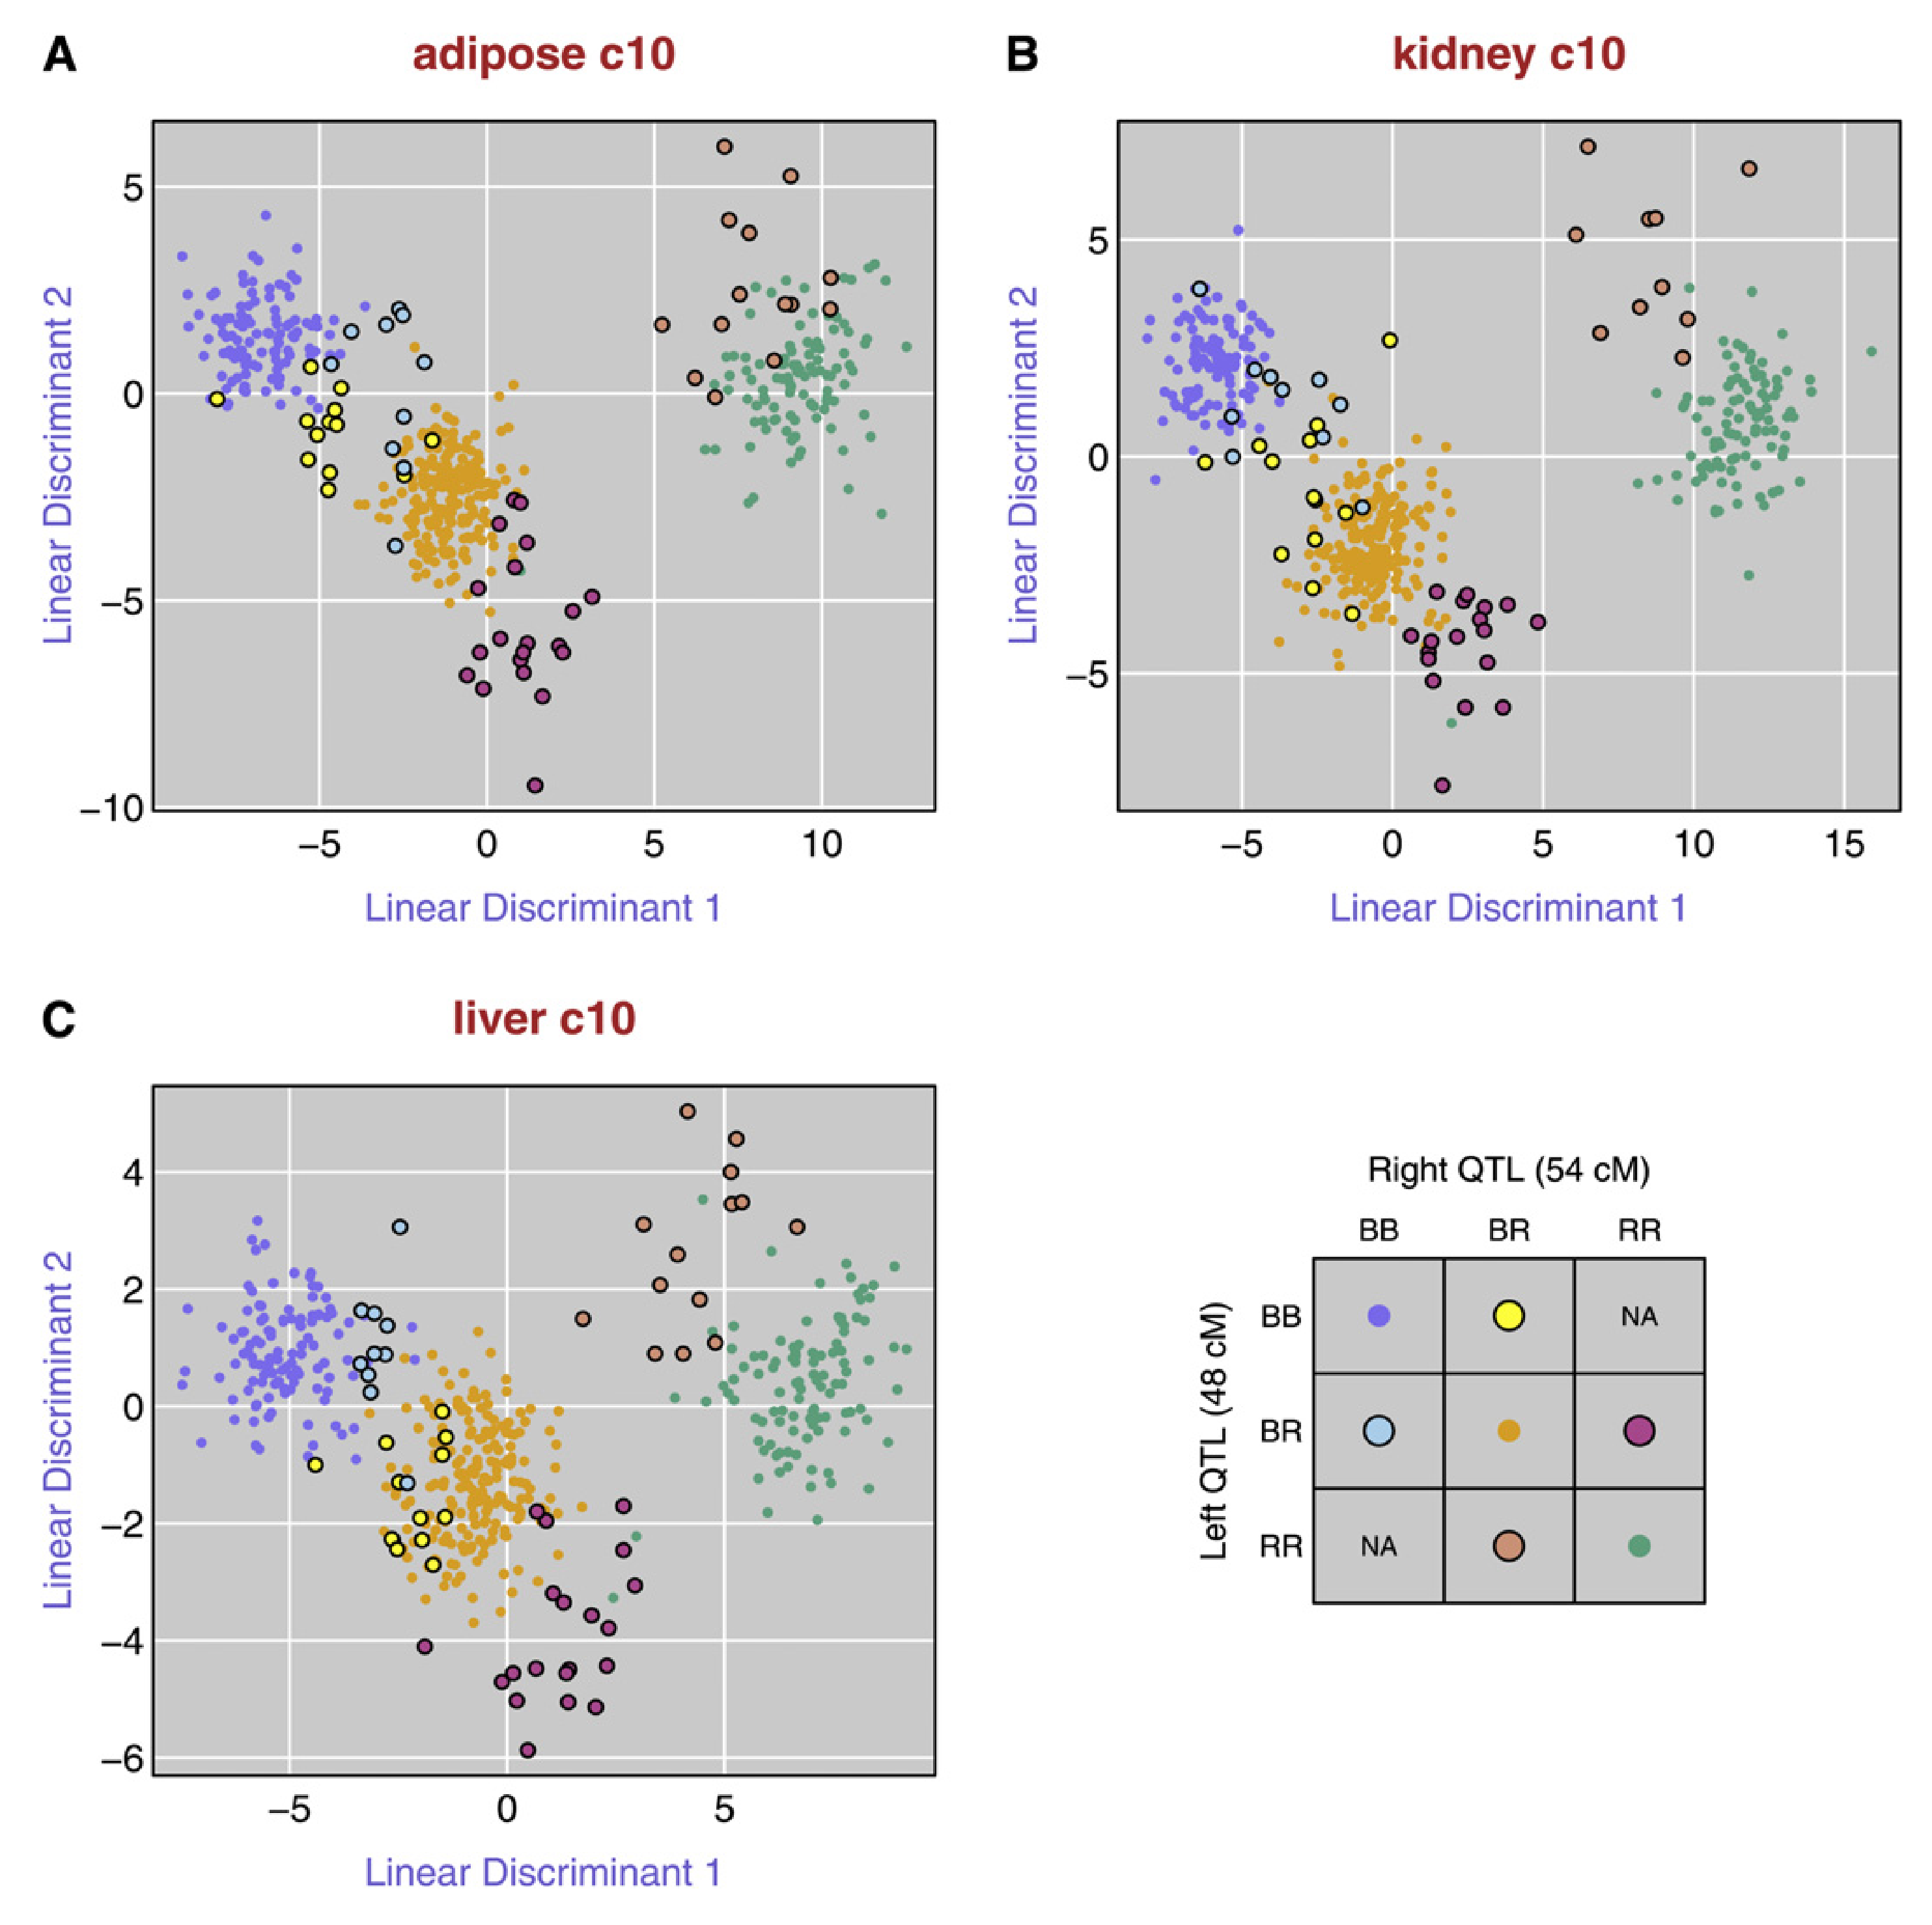 A
adipose c10
Linear Discriminant 2
5
0
−5
−10
−5 0 5 10
Linear Discriminant 1
B
kidney c10
Linear Discriminant 2
5
0
−5
−5 0 5 10 15
Linear Discriminant 1
C
liver c10
Linear Discriminant 2
4
2
0
−2
−4
−6
−5 0 5
Linear Discriminant 1
Right QTL (54 cM)
BB BR RR
Left QTL (48 cM)
BB NA
BR
RR NA